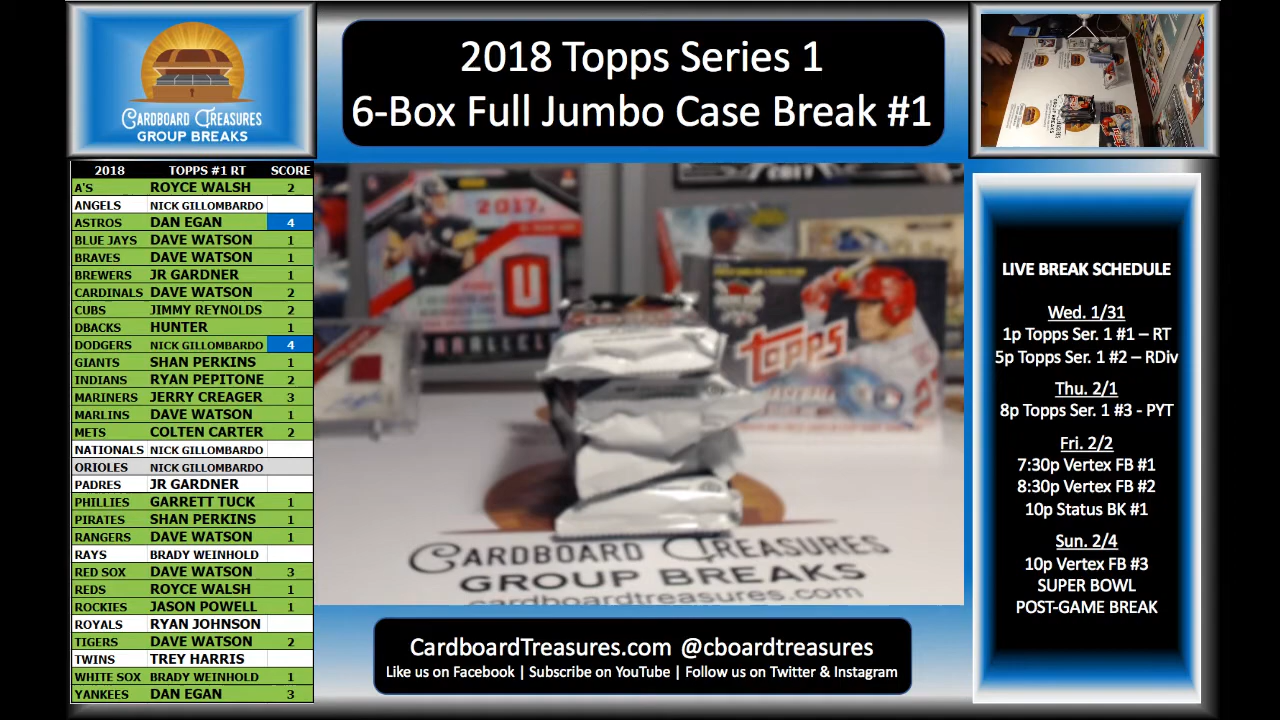 CARDBOARD TREASURES
GROUP BREAKS
2018 Topps Series 1
6-Box Full Jumbo Case Break #1
2018 TOPPS #1 RT SCORE
A'S ROYCE WALSH 2
ANGELS NICK GILLOMBARDO
ASTROS DAN EGAN 4
BLUE JAYS DAVE WATSON 1
BRAVES DAVE WATSON 1
BREWERS JR GARDNER 1
CARDINALS DAVE WATSON 2
CUBS JIMMY REYNOLDS 2
DBACKS HUNTER 1
DODGERS NICK GILLOMBARDO 4
GIANTS SHAN PERKINS 1
INDIANS RYAN PEPITONE 2
MARINERS JERRY CREAGER 3
MARLINS DAVE WATSON 1
METS COLTEN CARTER 2
NATIONALS NICK GILLOMBARDO
ORIOLES NICK GILLOMBARDO
PADRES JR GARDNER
PHILLIES GARRETT TUCK 1
PIRATES SHAN PERKINS 1
RANGERS DAVE WATSON 1
RAYS BRADY WEINHOLD
RED SOX DAVE WATSON 3
REDS ROYCE WALSH 1
ROCKIES JASON POWELL 1
ROYALS RYAN JOHNSON
TIGERS DAVE WATSON 2
TWINS TREY HARRIS
WHITE SOX BRADY WEINHOLD 1
YANKEES DAN EGAN 3
2017
2017
U
PARALLEL
TOPPS
BASEBALL
CARDBOARD TREASURES
GROUP BREAKS
cardboardtreasures.com
CardboardTreasures.com @cboardtreasures
Like us on Facebook | Subscribe on YouTube | Follow us on Twitter & Instagram
LIVE BREAK SCHEDULE
Wed. 1/31
1p Topps Ser. 1 #1 – RT
5p Topps Ser. 1 #2 – RDiv
Thu. 2/1
8p Topps Ser. 1 #3 - PYT
Fri. 2/2
7:30p Vertex FB #1
8:30p Vertex FB #2
10p Status BK #1
Sun. 2/4
10p Vertex FB #3
SUPER BOWL
POST-GAME BREAK